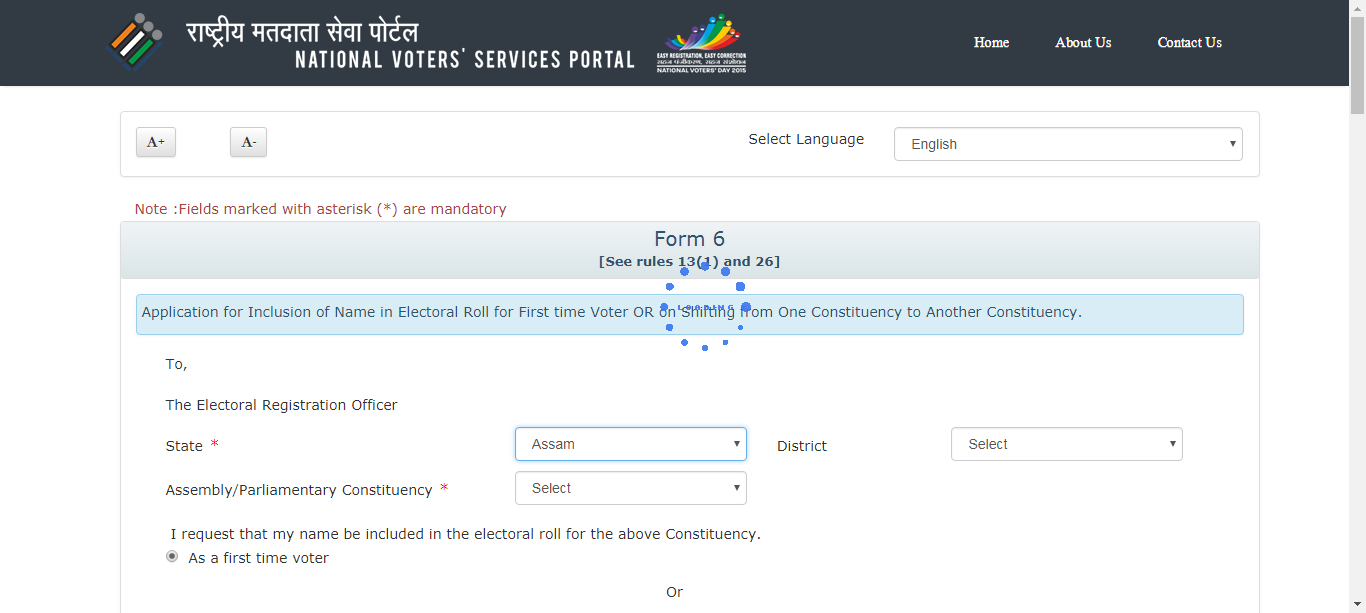 राष्ट्रीय मतदाता सेवा पोर्टल
NATIONAL VOTERS' SERVICES PORTAL
EASY REGISTRATION, EASY CORRECTION
NATIONAL VOTERS' DAY 2015
Home About Us Contact Us
A+ A- Select Language English
Note :Fields marked with asterisk (*) are mandatory
Form 6
[See rules 13(1) and 26]
LOADING
Application for Inclusion of Name in Electoral Roll for First time Voter OR on Shifting from One Constituency to Another Constituency.
To,
The Electoral Registration Officer
State * Assam District Select
Assembly/Parliamentary Constituency * Select
I request that my name be included in the electoral roll for the above Constituency.
As a first time voter
Or